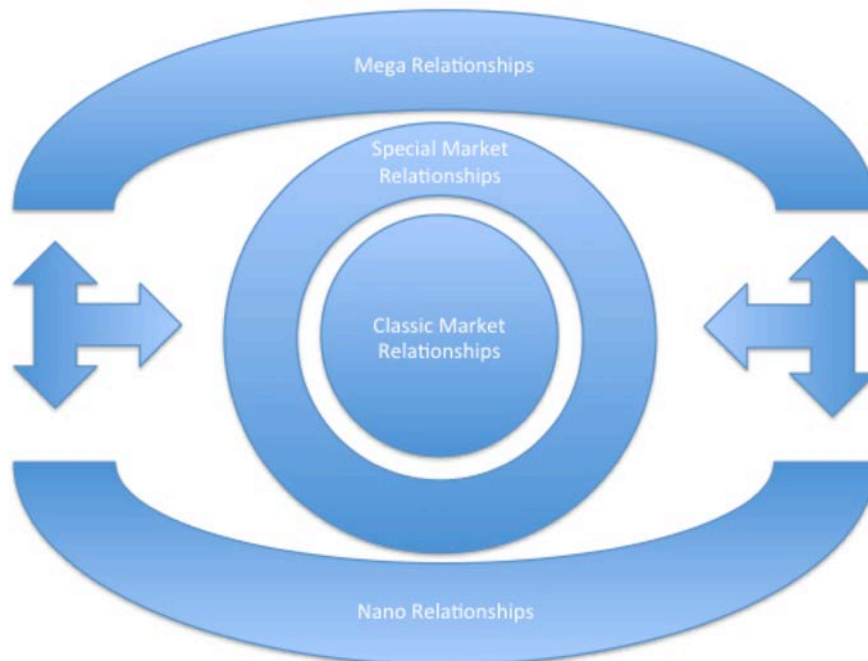 Mega Relationships
Special Market
Relationships
Classic Market
Relationships
Nano Relationships